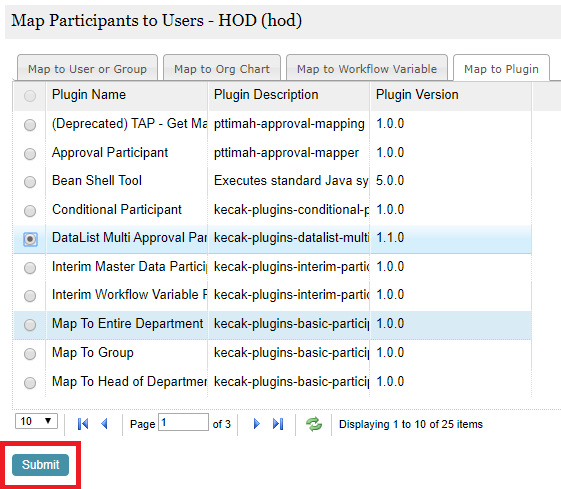 Map Participants to Users - HOD (hod)
Map to User or Group Map to Org Chart Map to Workflow Variable Map to Plugin
Plugin Name Plugin Description Plugin Version
(Deprecated) TAP - Get Ma pttimah-approval-mapping 1.0.0
Approval Participant pttimah-approval-mapper 1.0.0
Bean Shell Tool Executes standard Java sy 5.0.0
Conditional Participant kecak-plugins-conditional-p 1.0.0
DataList Multi Approval Par kecak-plugins-datalist-multi 1.1.0
Interim Master Data Particip kecak-plugins-interim-partic 1.0.0
Interim Workflow Variable P kecak-plugins-interim-partic 1.0.0
Map To Entire Department kecak-plugins-basic-particip 1.0.0
Map To Group kecak-plugins-basic-particip 1.0.0
Map To Head of Departmen kecak-plugins-basic-particip 1.0.0
10 Page 1 of 3 Displaying 1 to 10 of 25 items
Submit